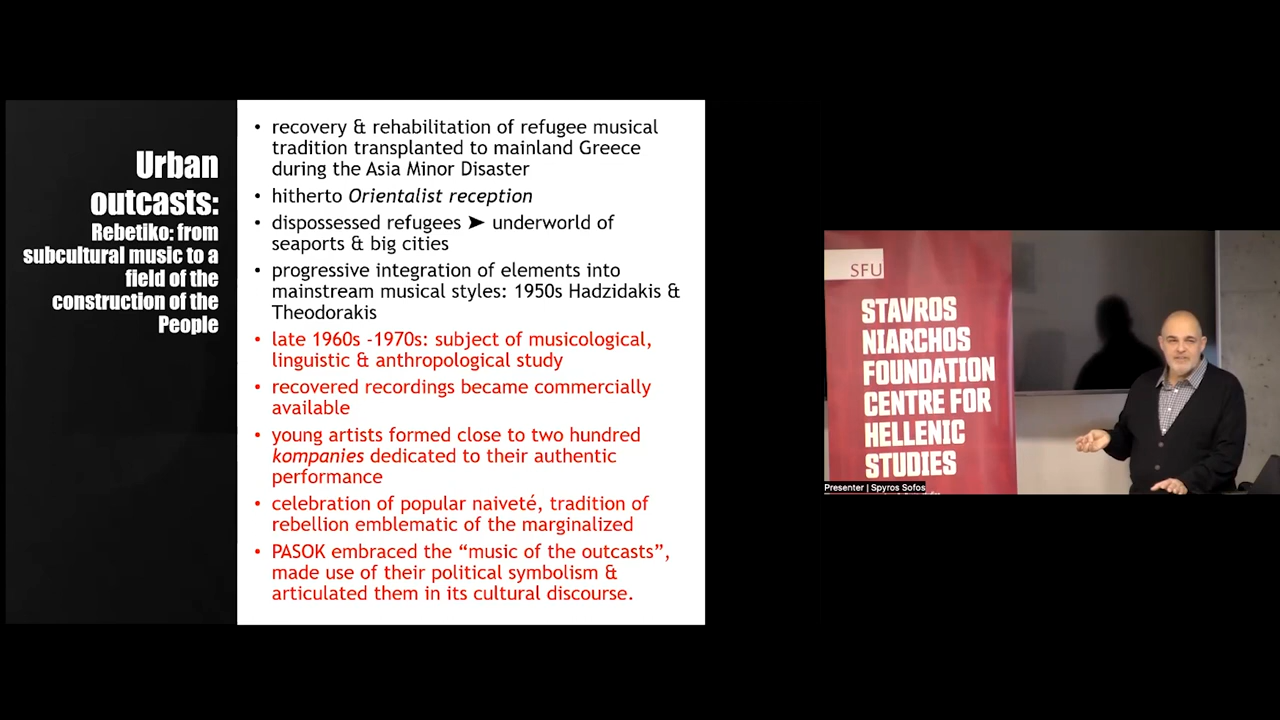 Urban
outcasts:
Rebetiko: from
subcultural music to a
field of the
construction of the
People
• recovery & rehabilitation of refugee musical
tradition transplanted to mainland Greece
during the Asia Minor Disaster
• hitherto Orientalist reception
• dispossessed refugees ➤ underworld of
seaports & big cities
• progressive integration of elements into
mainstream musical styles: 1950s Hadzidakis &
Theodorakis
• late 1960s -1970s: subject of musicological,
linguistic & anthropological study
• recovered recordings became commercially
available
• young artists formed close to two hundred
kompanies dedicated to their authentic
performance
• celebration of popular naiveté, tradition of
rebellion emblematic of the marginalized
• PASOK embraced the “music of the outcasts”,
made use of their political symbolism &
articulated them in its cultural discourse.
SFU
STAVROS
NIARCHOS
FOUNDATION
CENTRE FOR
HELLENIC
STUDIES
Presenter | Spyros Sofos